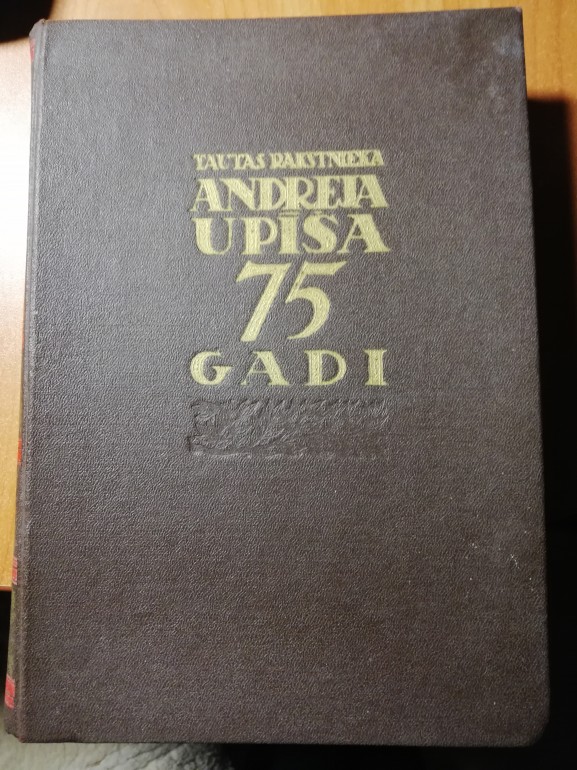 TAUTAS RAKSTNIEKA
ANDREJA
UPĪŠA
75
GADI